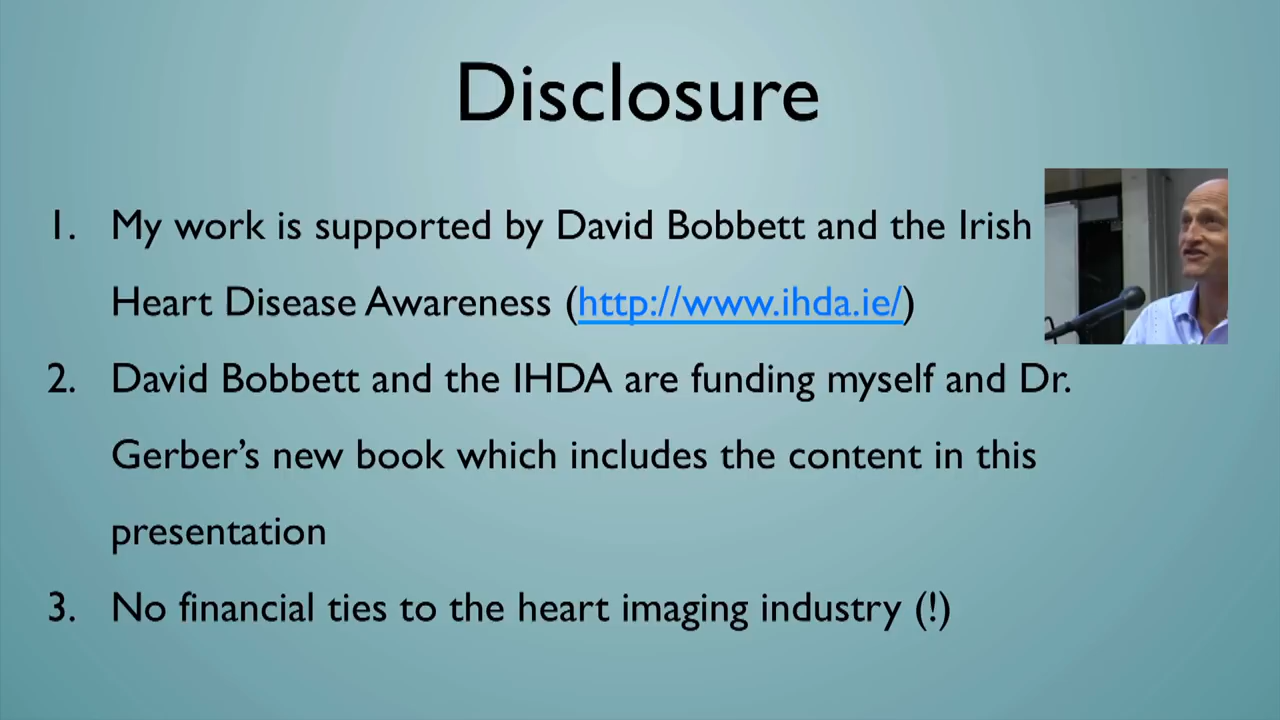 Disclosure
1. My work is supported by David Bobbett and the Irish
Heart Disease Awareness (http://www.ihda.ie/)
2. David Bobbett and the IHDA are funding myself and Dr.
Gerber’s new book which includes the content in this
presentation
3. No financial ties to the heart imaging industry (!)